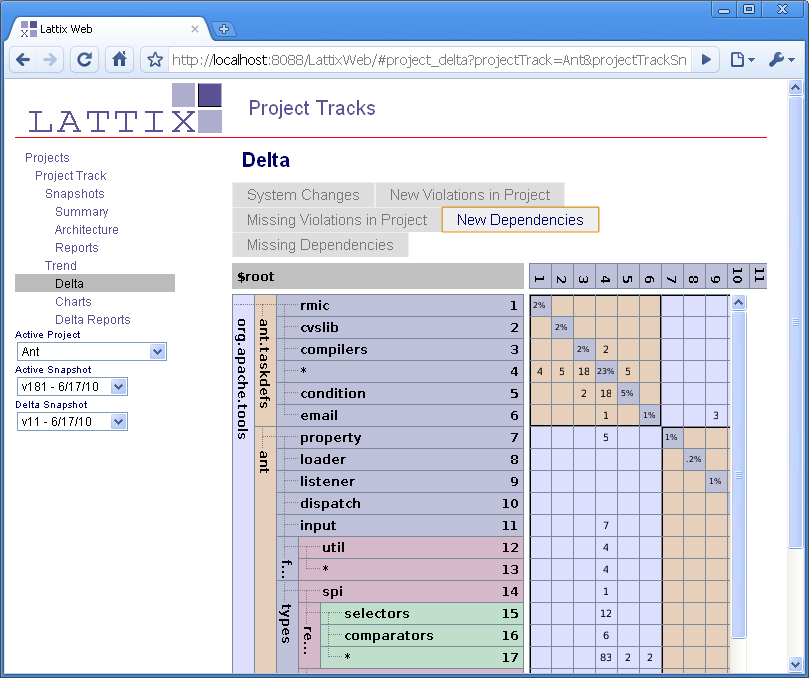 Lattix Web
http://localhost:8088/LattixWeb/#project_delta?projectTrack=Ant&projectTrackSn
LATTIX
Project Tracks
Projects
Project Track
Snapshots
Summary
Architecture
Reports
Trend
Delta
Charts
Delta Reports
Active Project
Ant
Active Snapshot
v181 - 6/17/10
Delta Snapshot
v11 - 6/17/10
Delta
System Changes New Violations in Project
Missing Violations in Project New Dependencies
Missing Dependencies
$root 1 2 3 4 5 6 7 8 9 10 11
org.apache.tools
ant.taskdefs
ant
f...
types
re...
rmic 1 2%
cvslib 2 2%
compilers 3 2% 2
* 4 4 5 18 23% 5
condition 5 2 18 5%
email 6 1 1% 3
property 7 5 1%
loader 8 .2%
listener 9 1%
dispatch 10
input 11 7
util 12 4
* 13 4
spi 14 1
selectors 15 12
comparators 16 6
* 17 83 2 2